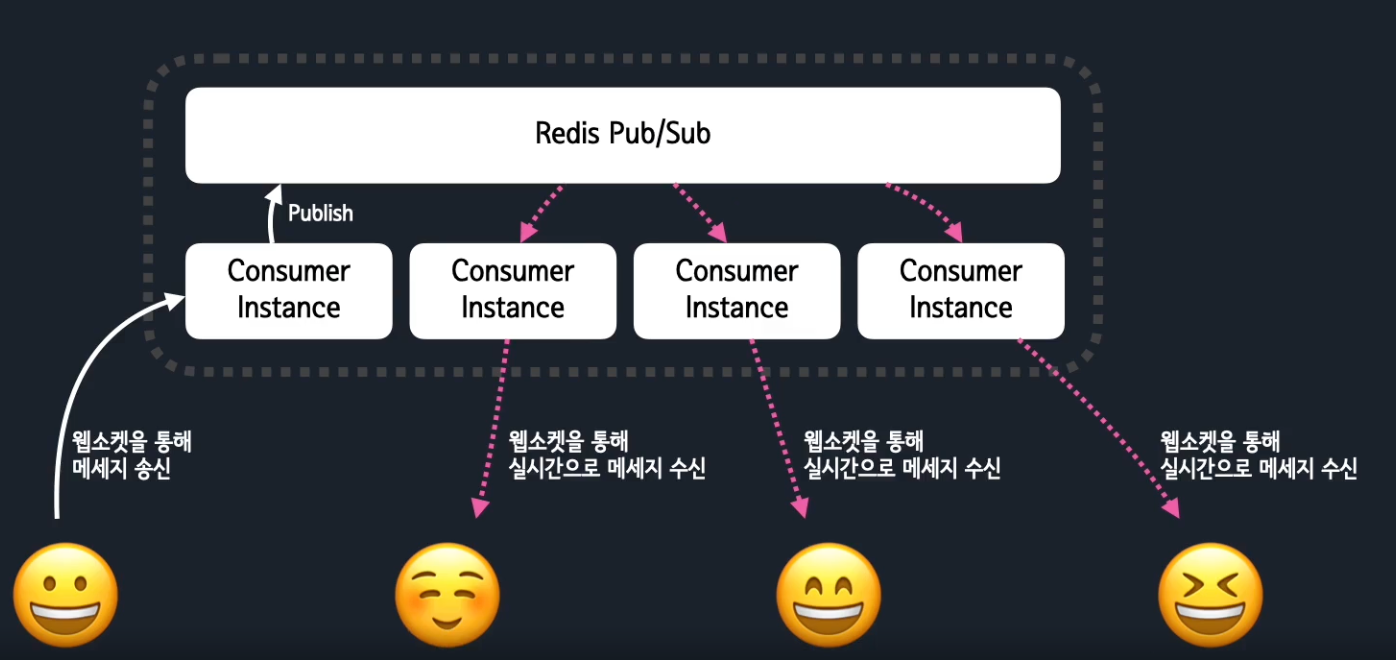 Redis Pub/Sub
Publish
Consumer
Instance
Consumer
Instance
Consumer
Instance
Consumer
Instance
웹소켓을 통해
메세지 송신
웹소켓을 통해
실시간으로 메세지 수신
웹소켓을 통해
실시간으로 메세지 수신
웹소켓을 통해
실시간으로 메세지 수신